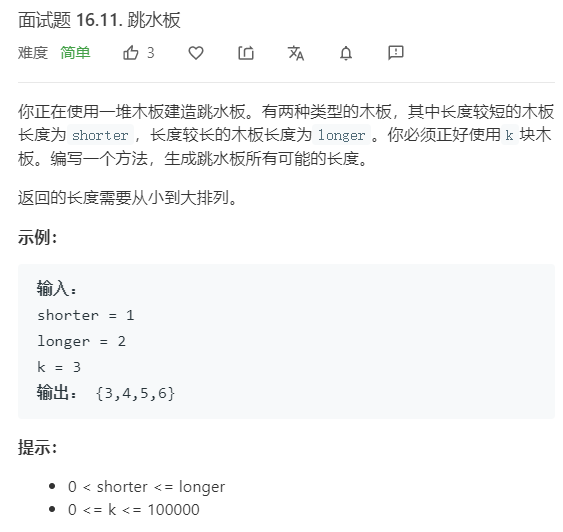 面试题 16.11. 跳水板
难度 简单 3
你正在使用一堆木板建造跳水板。有两种类型的木板，其中长度较短的木板
长度为 shorter ，长度较长的木板长度为 longer 。你必须正好使用 k 块木
板。编写一个方法，生成跳水板所有可能的长度。
返回的长度需要从小到大排列。
示例：
输入：
shorter = 1
longer = 2
k = 3
输出： {3,4,5,6}
提示：
• 0 < shorter <= longer
• 0 <= k <= 100000